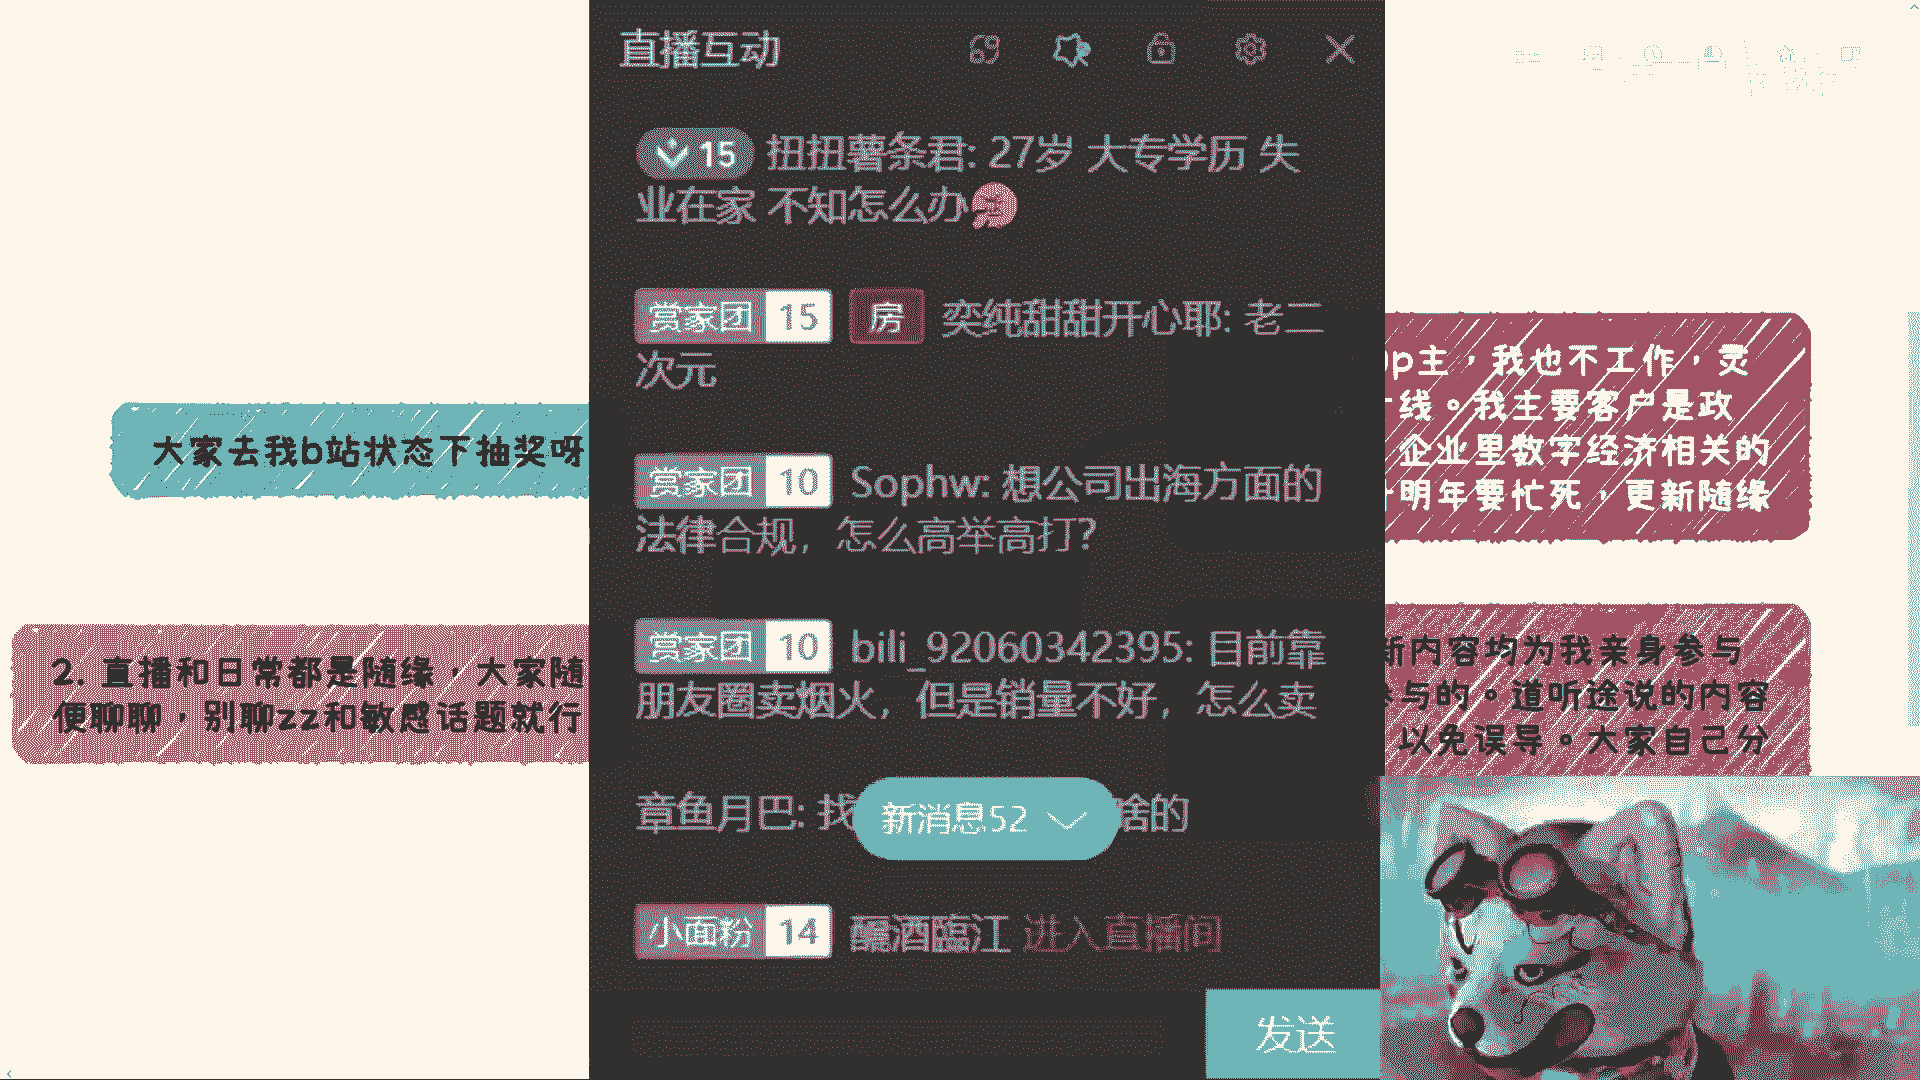 直播互动
15 扭扭薯条君: 27岁 大专学历 失
业在家 不知怎么办
赏家团 15 房 奕纯甜甜开心耶: 老二
次元
赏家团 10 Sophw: 想公司出海方面的
法律合规，怎么高举高打?
赏家团 10 bili_92060342395: 目前靠
朋友圈卖烟火，但是销量不好，怎么卖
章鱼月巴: 找
啥的
新消息52
小面粉 14 醽酒臨江 进入直播间
发送
大家去我b站状态下抽奖呀
2. 直播和日常都是随缘，大家随
便聊聊，别聊zz和敏感话题就行
p主，我也不工作，灵
线。我主要客户是政
企业里数字经济相关的
明年要忙死，更新随缘
新内容均为我亲身参与
参与的。道听途说的内容
以免误导。大家自己分